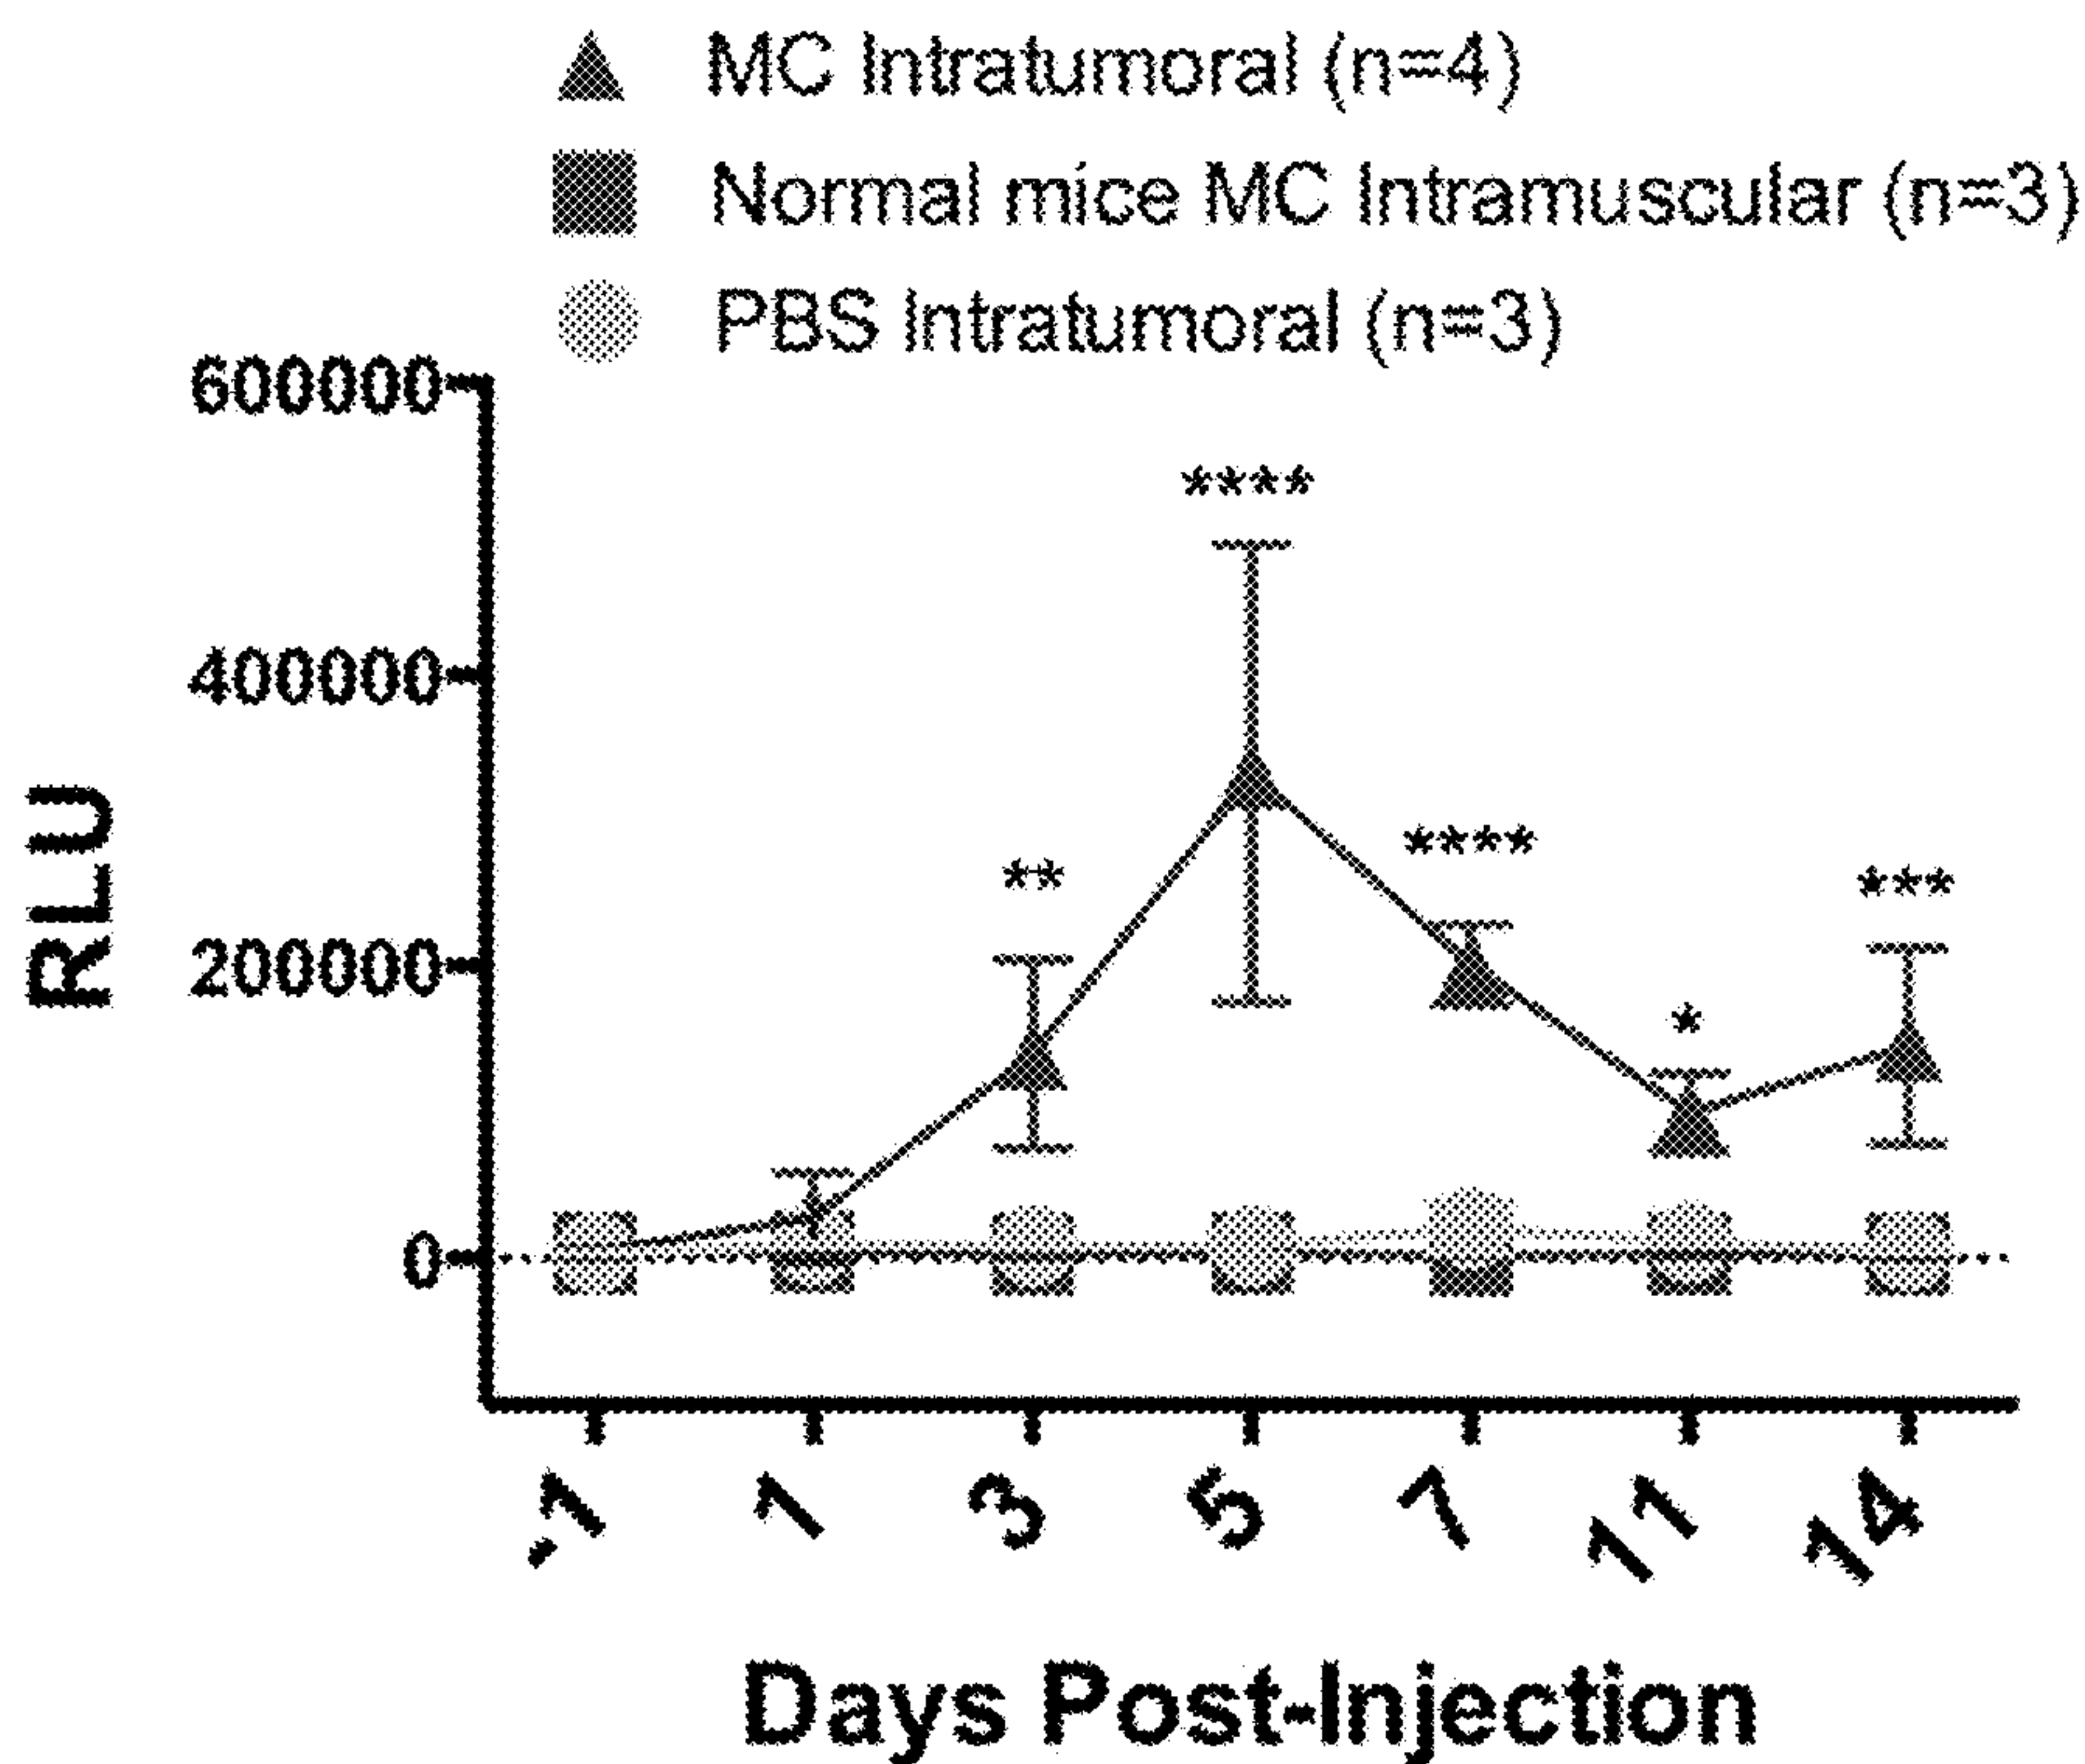 MC Intratumoral (n=4)
Normal mice MC Intramuscular (n=3)
PBS Intratumoral (n=3)
600000
400000
200000
0
RLU
****
**
****
***
*
-1 1 3 5 7 11 14
Days Post-Injection